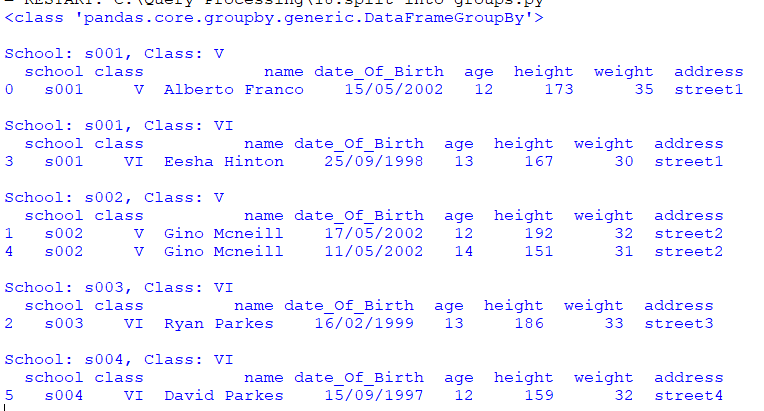 = RESTART: C:\Query Processing\10.split into groups.py
<class 'pandas.core.groupby.generic.DataFrameGroupBy'>

School: s001, Class: V
  school class            name date_Of_Birth  age  height  weight  address
0   s001     V  Alberto Franco    15/05/2002   12     173      35  street1

School: s001, Class: VI
  school class          name date_Of_Birth  age  height  weight  address
3   s001    VI  Eesha Hinton    25/09/1998   13     167      30  street1

School: s002, Class: V
  school class          name date_Of_Birth  age  height  weight  address
1   s002     V  Gino Mcneill    17/05/2002   12     192      32  street2
4   s002     V  Gino Mcneill    11/05/2002   14     151      31  street2

School: s003, Class: VI
  school class         name date_Of_Birth  age  height  weight  address
2   s003    VI  Ryan Parkes    16/02/1999   13     186      33  street3

School: s004, Class: VI
  school class          name date_Of_Birth  age  height  weight  address
5   s004    VI  David Parkes    15/09/1997   12     159      32  street4